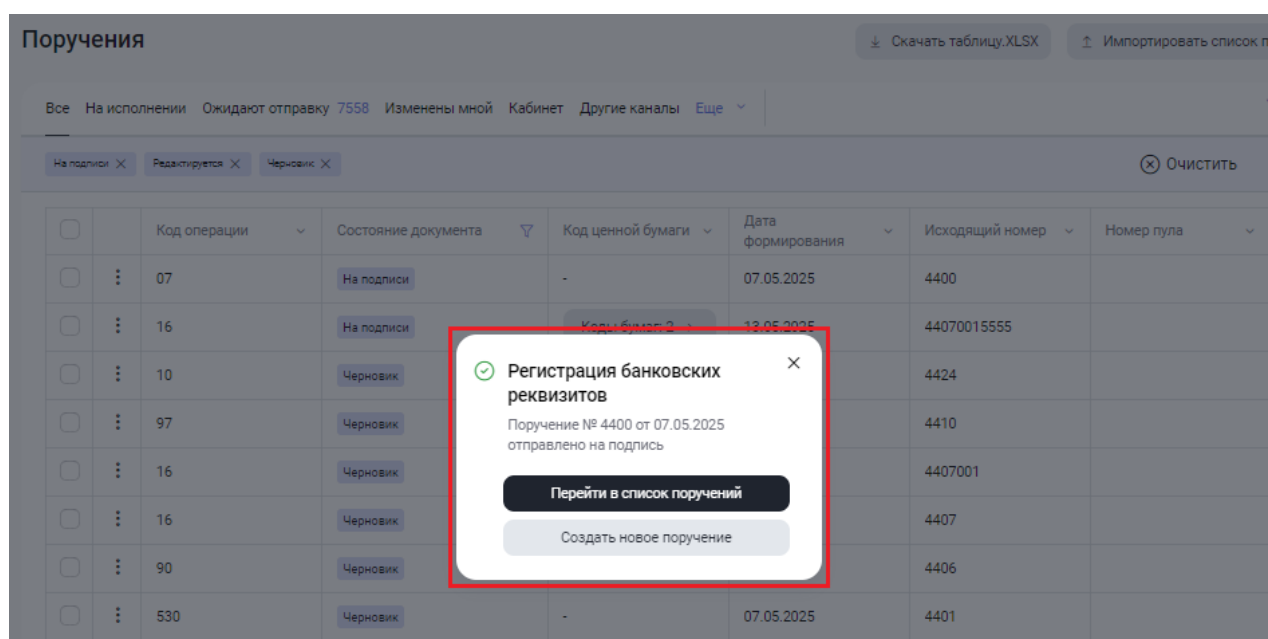 Поручения
Скачать таблицу.XLSX
Импортировать список п
Все На исполнении Ожидают отправку 7558 Изменены мной Кабинет Другие каналы Еще
На подписи Редактируется Черновик
Очистить
Код операции Состояние документа Код ценной бумаги Дата формирования Исходящий номер Номер пула
07 На подписи - 07.05.2025 4400
16 На подписи Коды бумаг: 2 13.05.2025 44070015555
10 Черновик 4424
97 Черновик 4410
16 Черновик 4407001
16 Черновик 4407
90 Черновик 4406
530 Черновик - 07.05.2025 4401
Регистрация банковских
реквизитов
Поручение № 4400 от 07.05.2025
отправлено на подпись
Перейти в список поручений
Создать новое поручение